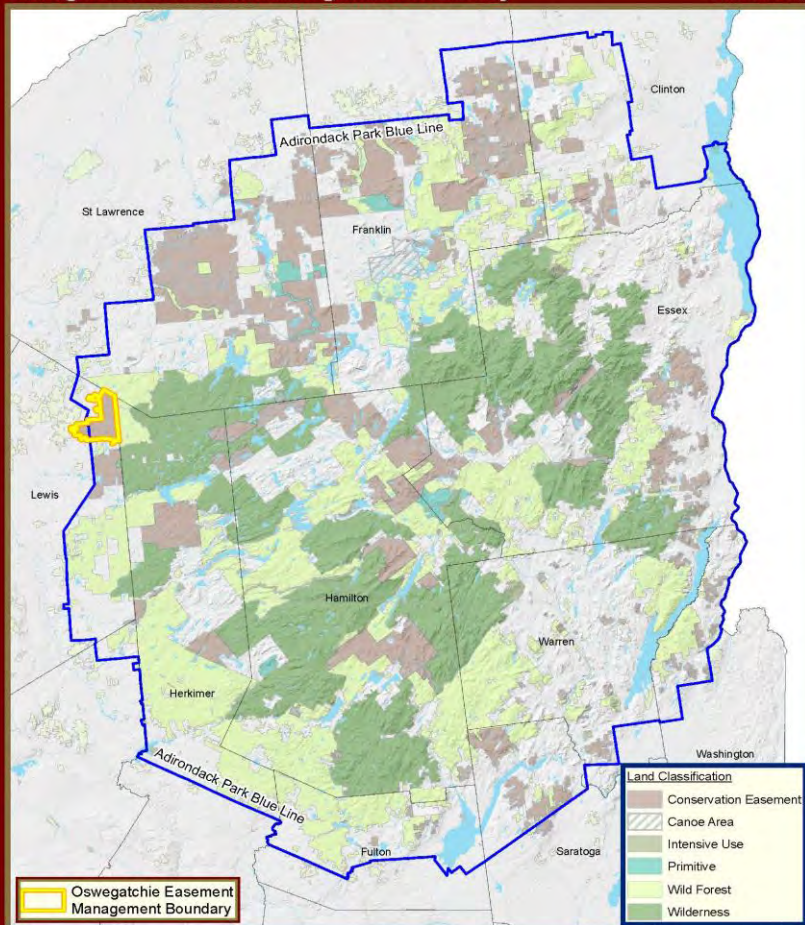 Clinton
Adirondack Park Blue Line
St Lawrence
Franklin
Essex
Lewis
Hamilton
Warren
Herkimer
Washington
Adirondack Park Blue Line
Fulton
Saratoga
Land Classification
Conservation Easement
Canoe Area
Intensive Use
Primitive
Wild Forest
Wilderness
Oswegatchie Easement
Management Boundary